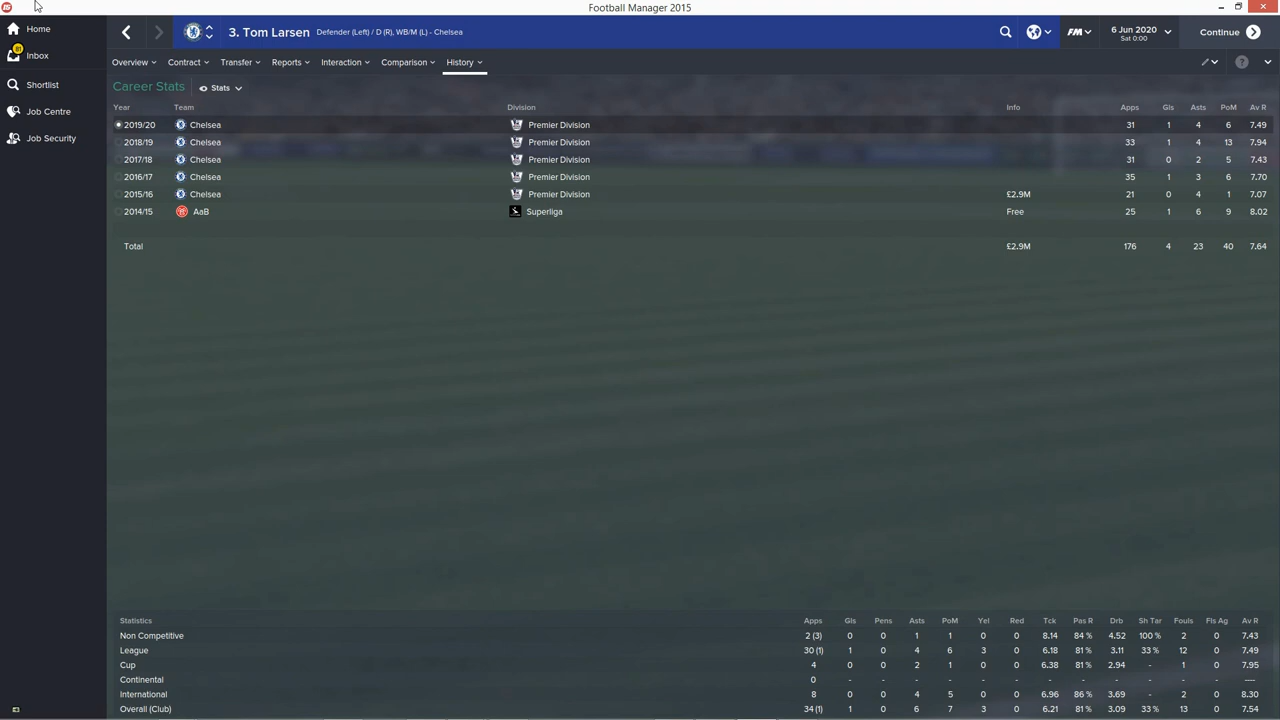 Football Manager 2015
Home
3. Tom Larsen Defender (Left) / D (R), WB/M (L) - Chelsea FM 6 Jun 2020 Sat 0:00 Continue
81
Inbox
Overview Contract Transfer Reports Interaction Comparison History ?
Shortlist
Job Centre
Job Security
Career Stats Stats
Year Team Division Info Apps Gls Asts PoM Av R
2019/20 Chelsea Premier Division 31 1 4 6 7.49
2018/19 Chelsea Premier Division 33 1 4 13 7.94
2017/18 Chelsea Premier Division 31 0 2 5 7.43
2016/17 Chelsea Premier Division 35 1 3 6 7.70
2015/16 Chelsea Premier Division £2.9M 21 0 4 1 7.07
2014/15 AaB Superliga Free 25 1 6 9 8.02
Total £2.9M 176 4 23 40 7.64
Statistics Apps Gls Pens Asts PoM Yel Red Tck Pas R Drb Sh Tar Fouls Fls Ag Av R
Non Competitive 2 (3) 0 0 1 1 0 0 8.14 84 % 4.52 100 % 2 0 7.43
League 30 (1) 1 0 4 6 3 0 6.18 81 % 3.11 33 % 12 0 7.49
Cup 4 0 0 2 1 0 0 6.38 81 % 2.94 - 1 0 7.95
Continental 0 - - - - - - - - - - - - ----
International 8 0 0 4 5 0 0 6.96 86 % 3.69 - 2 0 8.30
Overall (Club) 34 (1) 1 0 6 7 3 0 6.21 81 % 3.09 33 % 13 0 7.54